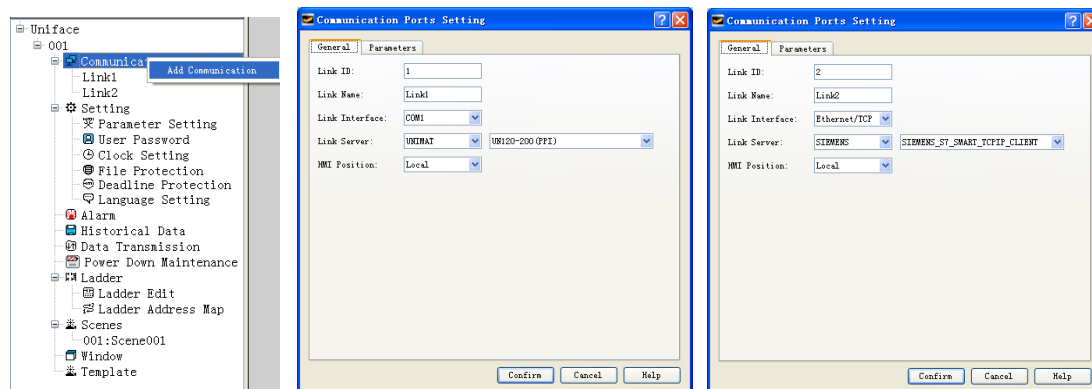 Uniface
001
Communicat
Add Communication
Link1
Link2
Setting
Parameter Setting
User Password
Clock Setting
File Protection
Deadline Protection
Language Setting
Alarm
Historical Data
Data Transmission
Power Down Maintenance
Ladder
Ladder Edit
Ladder Address Map
Scenes
001:Scene001
Window
Template
Communication Ports Setting
General Parameters
Link ID: 1
Link Name: Link1
Link Interface: COM1
Link Server: UNIMAT UN120-200(PPI)
HMI Position: Local
Confirm Cancel Help
Communication Ports Setting
General Parameters
Link ID: 2
Link Name: Link2
Link Interface: Ethernet/TCP
Link Server: SIEMENS SIEMENS_S7_SMART_TCPIP_CLIENT
HMI Position: Local
Confirm Cancel Help